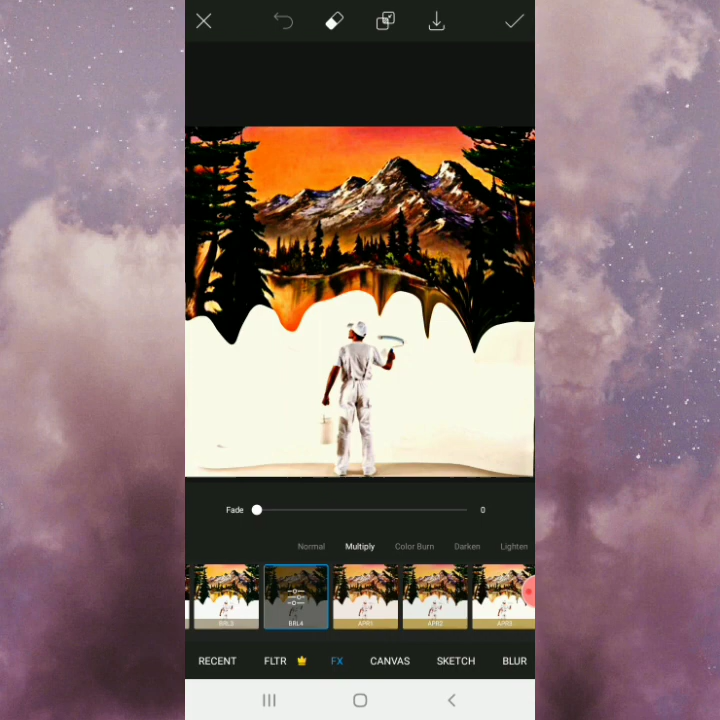 Fade 0
Normal Multiply Color Burn Darken Lighten
BRL3 BRL4 APR1 APR2 APR3
RECENT FLTR FX CANVAS SKETCH BLUR